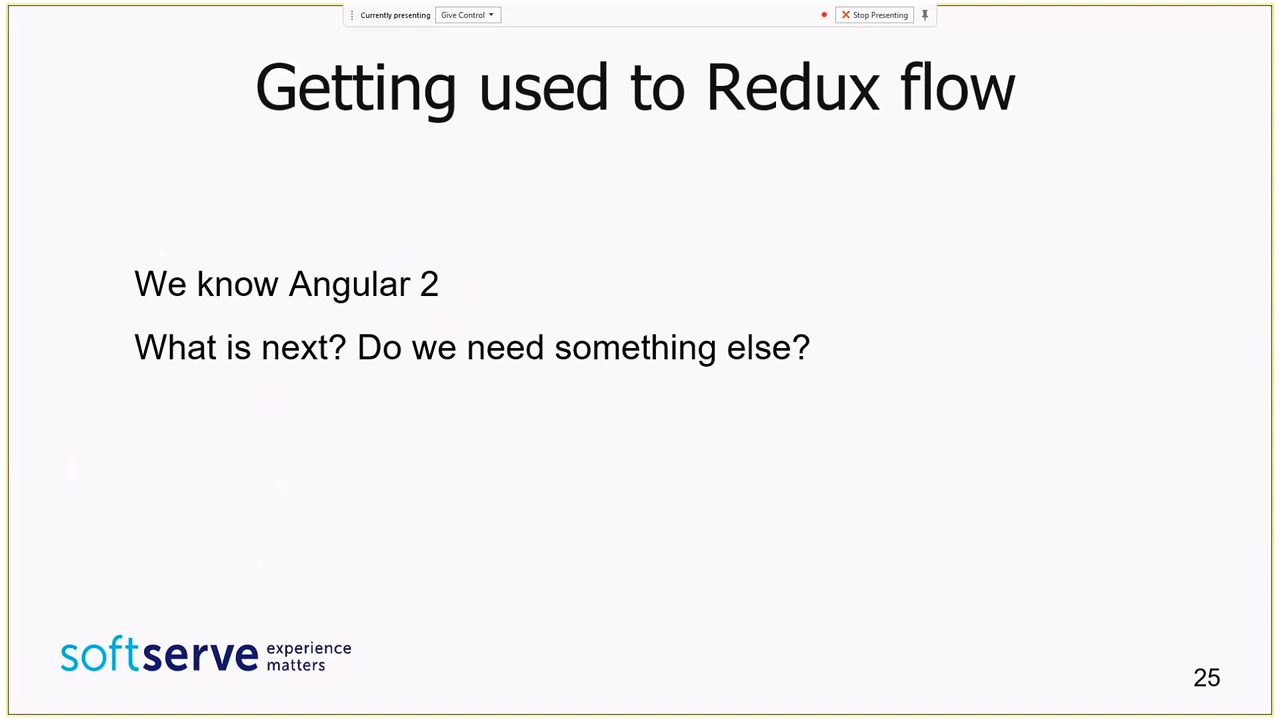 Currently presenting Give Control Stop Presenting
Getting used to Redux flow
We know Angular 2
What is next? Do we need something else?
softserve experience matters
25